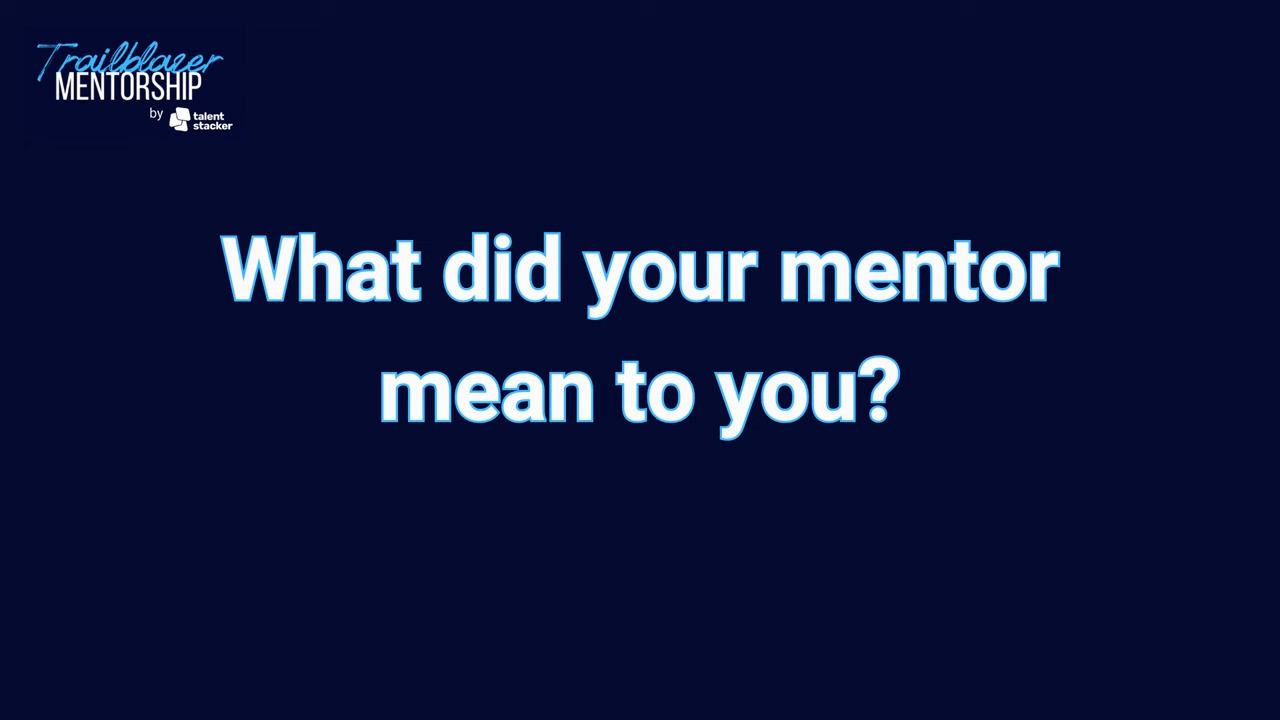 Trailblazer
MENTORSHIP
by talent
stacker
What did your mentor
mean to you?